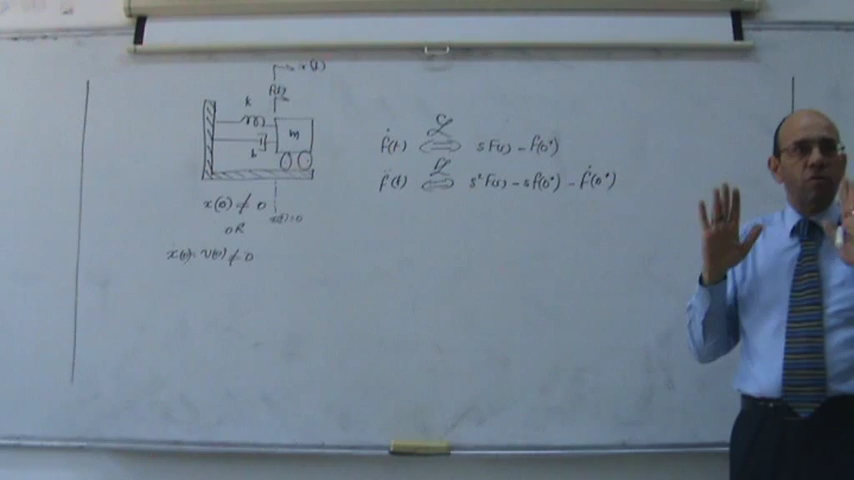 x(t)
k
m
b
x(0) ≠ 0
OR
ẋ(0) = v(0) ≠ 0
ḟ(t) ⟺ sF(s) - f(0⁺)
f̈(t) ⟺ s²F(s) - sf(0⁺) - ḟ(0⁺)